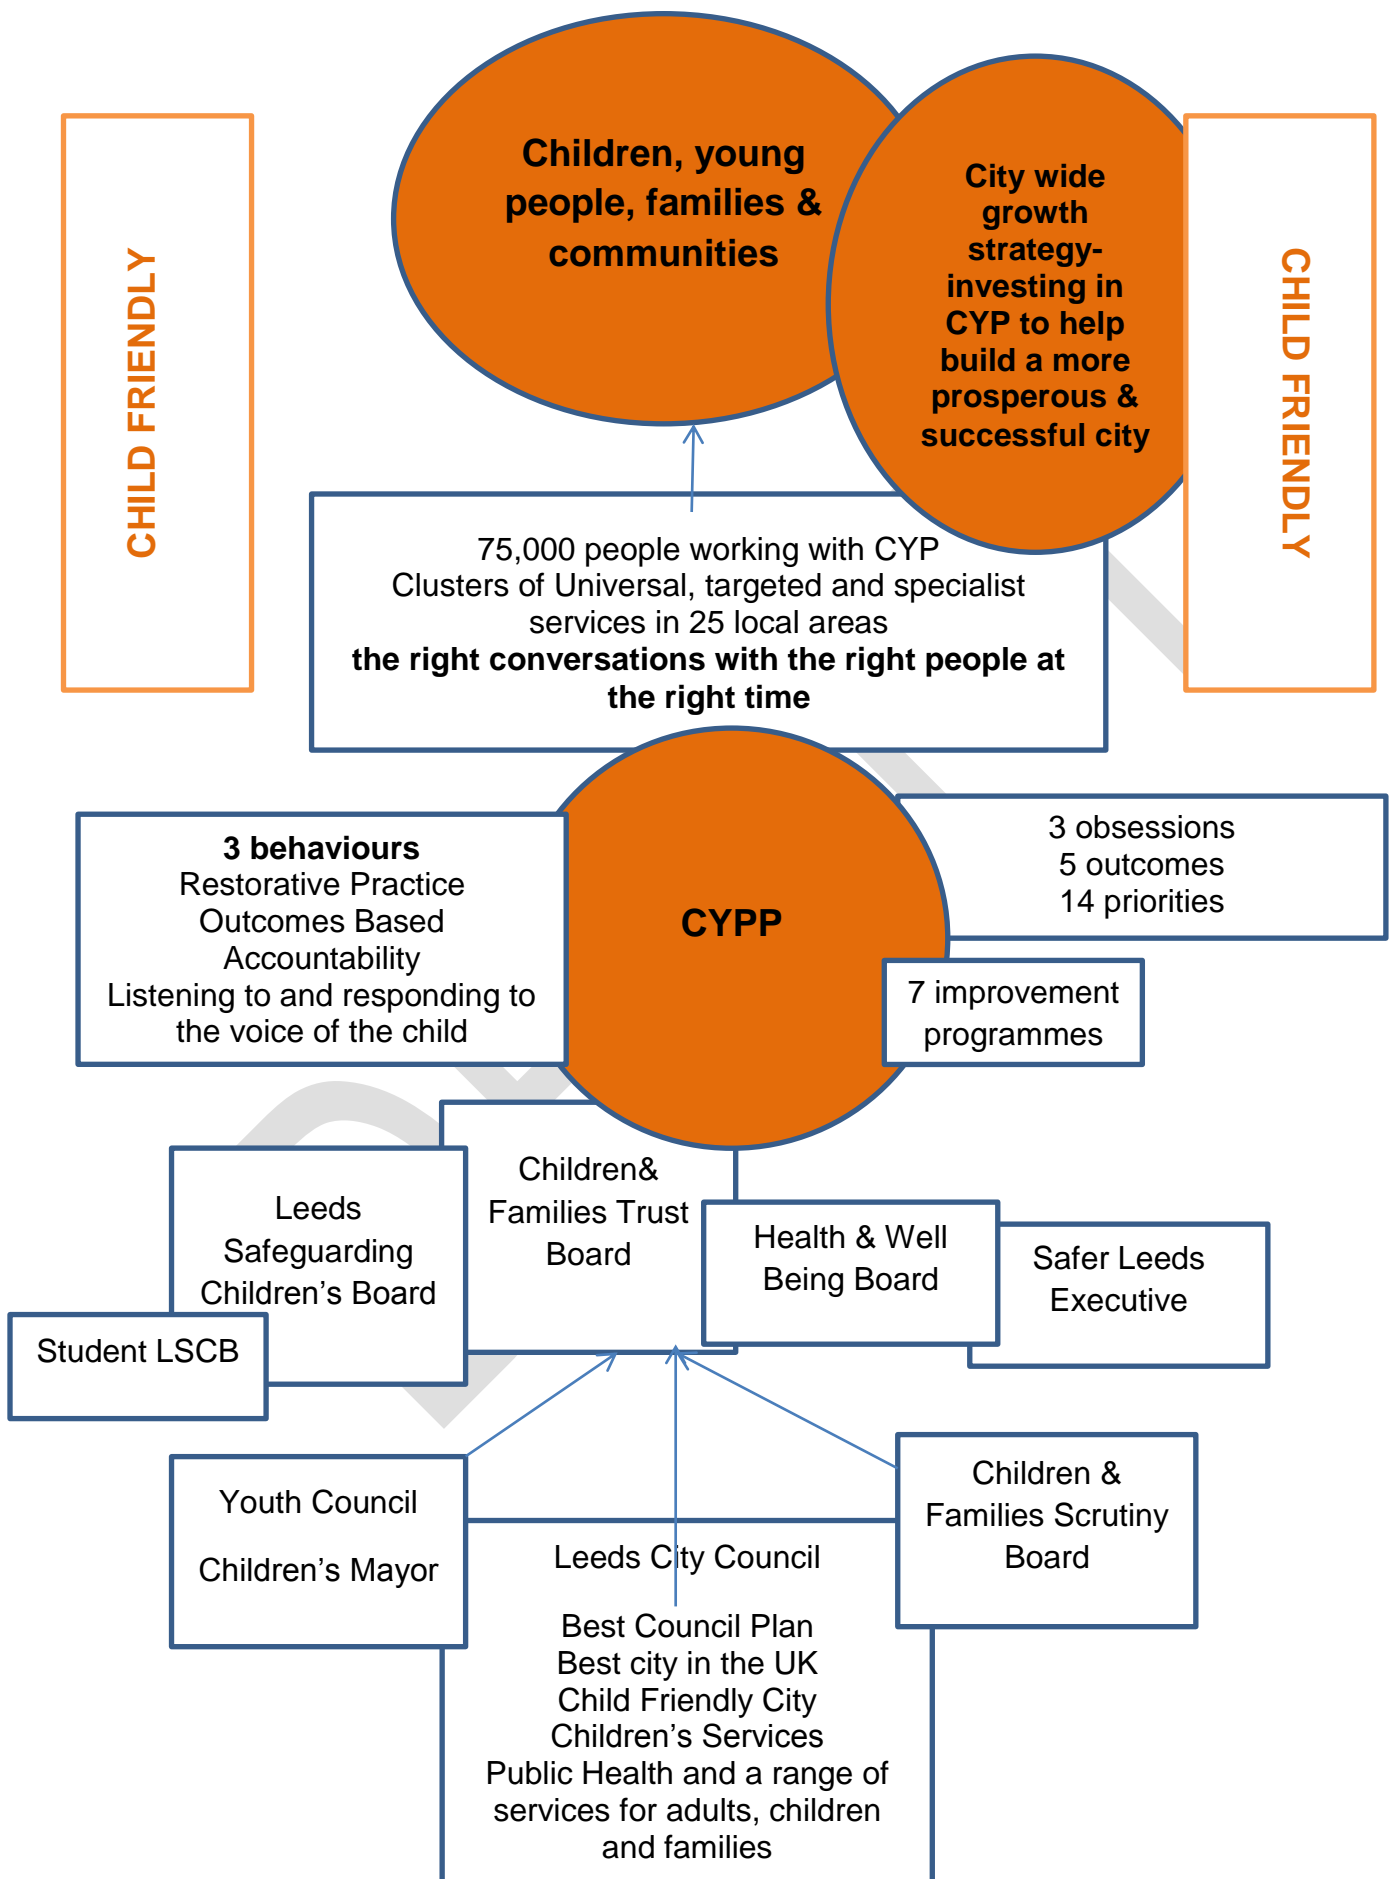 Children, young
people, families &
communities
City wide
growth
strategy-
investing in
CYP to help
build a more
prosperous &
successful city
CHILD FRIENDLY
CHILD FRIENDLY
75,000 people working with CYP
Clusters of Universal, targeted and specialist
services in 25 local areas
the right conversations with the right people at
the right time
3 behaviours
Restorative Practice
Outcomes Based
Accountability
Listening to and responding to
the voice of the child
CYPP
3 obsessions
5 outcomes
14 priorities
7 improvement
programmes
Children&
Families Trust
Board
Leeds
Safeguarding
Children’s Board
Health & Well
Being Board
Safer Leeds
Executive
Student LSCB
Youth Council
Children’s Mayor
Children &
Families Scrutiny
Board
Leeds City Council
Best Council Plan
Best city in the UK
Child Friendly City
Children’s Services
Public Health and a range of
services for adults, children
and families